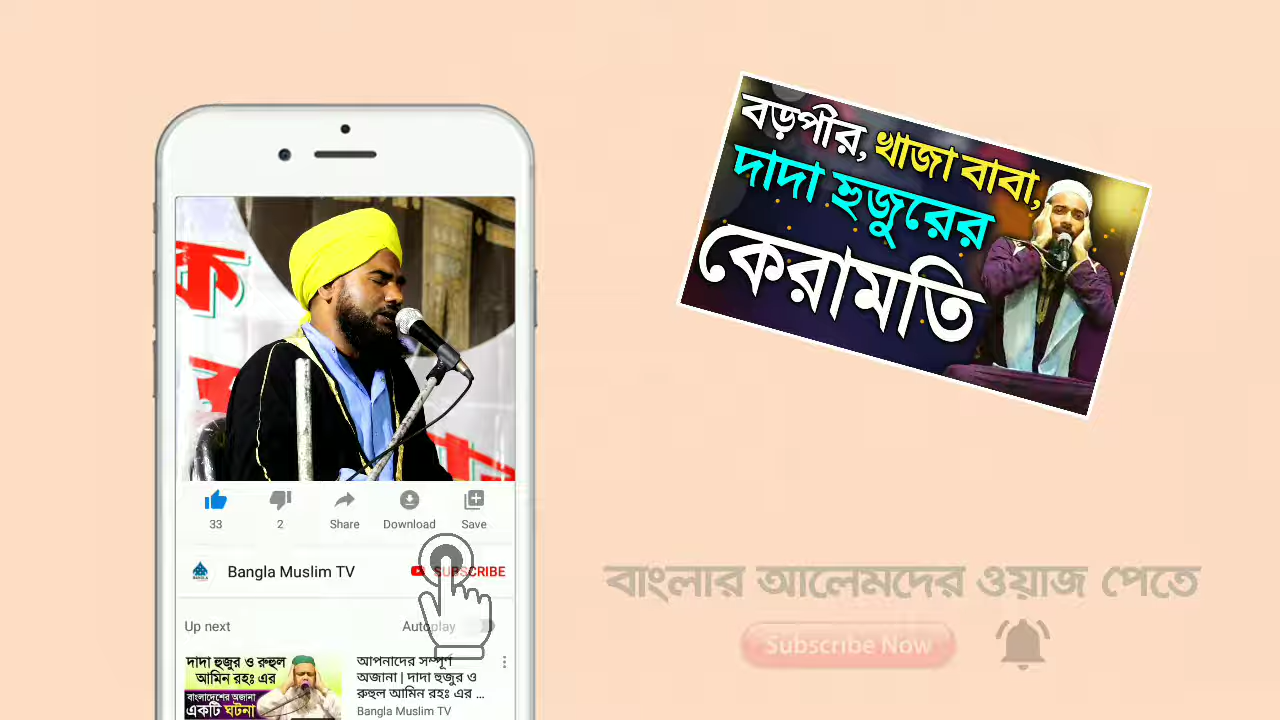 বড়পীর, খাজা বাবা,
দাদা হুজুরের
কেরামতি
33
2
Share
Download
Save
BANGLA
Bangla Muslim TV
SUBSCRIBE
Up next
Autoplay
দাদা হুজুর ও রুহুল
আমিন রহঃ এর
বাংলাদেশের অজানা
একটি ঘটনা
আপনাদের সম্পূর্ণ
অজানা | দাদা হুজুর ও
রুহুল আমিন রহঃ এর ...
Bangla Muslim TV
বাংলার আলেমদের ওয়াজ পেতে
Subscribe Now